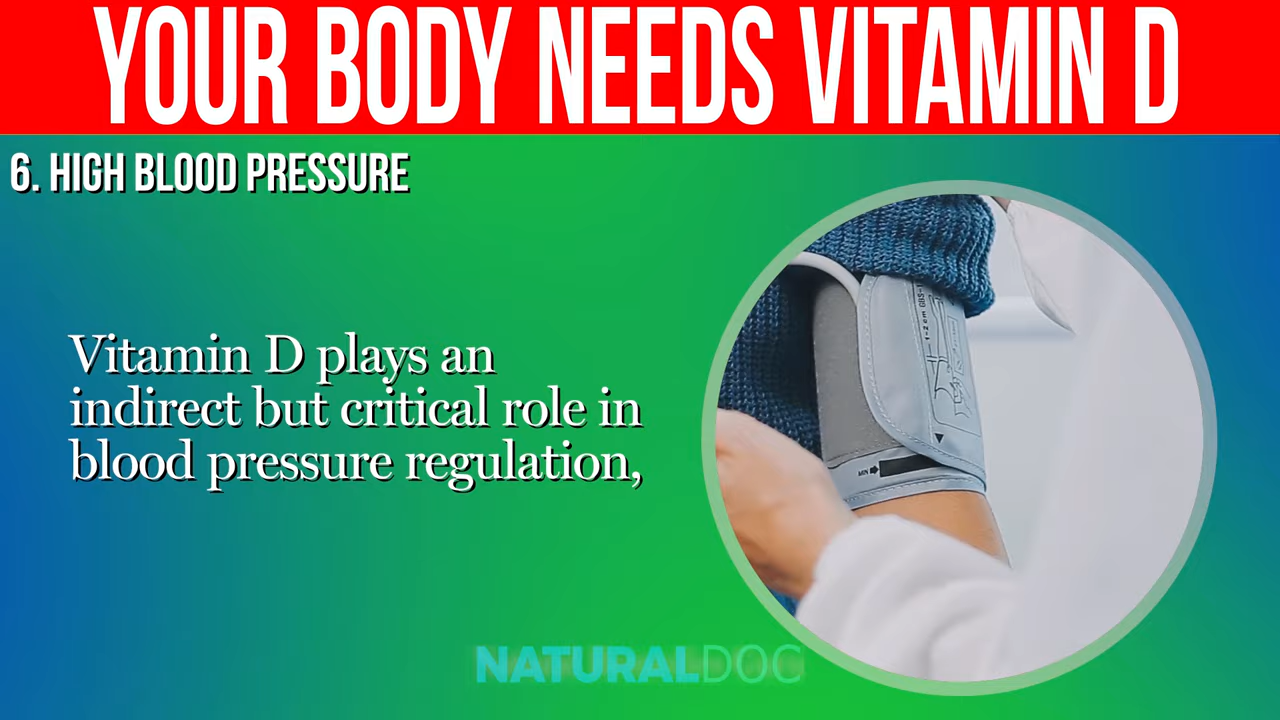 YOUR BODY NEEDS VITAMIN D
6. HIGH BLOOD PRESSURE
Vitamin D plays an
indirect but critical role in
blood pressure regulation,
MIN
NATURALDOC